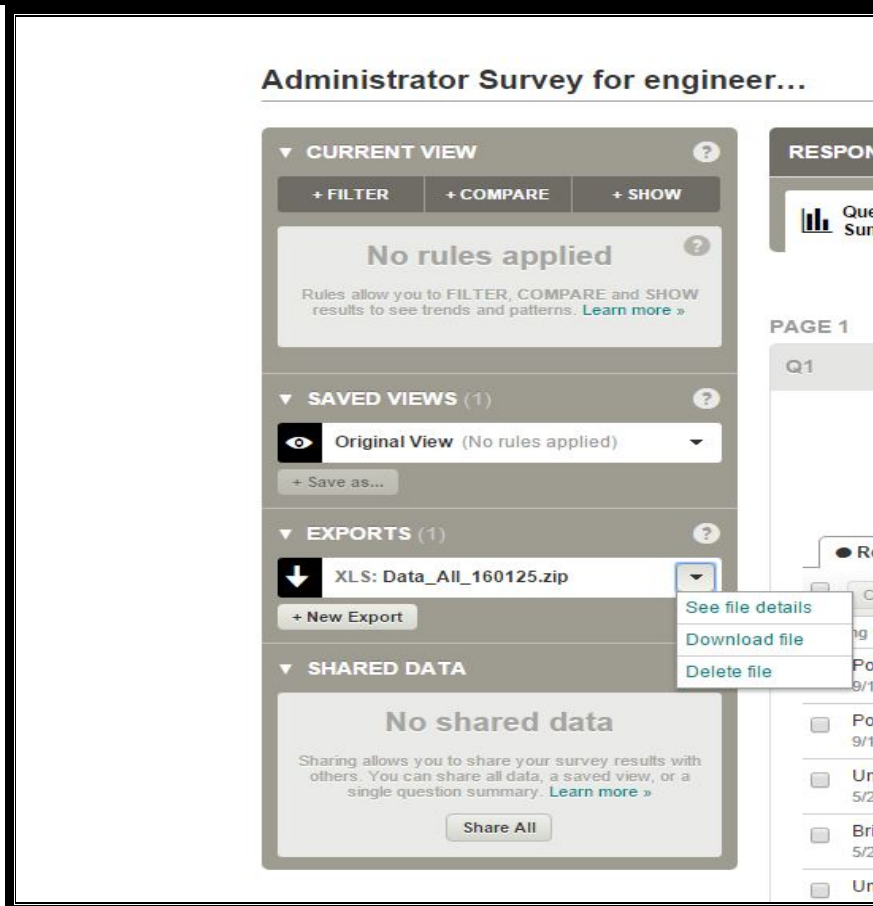 Administrator Survey for engineer...
▼ CURRENT VIEW ?
+ FILTER + COMPARE + SHOW
No rules applied ?
Rules allow you to FILTER, COMPARE and SHOW
results to see trends and patterns. Learn more »
▼ SAVED VIEWS (1) ?
Original View (No rules applied)
+ Save as...
▼ EXPORTS (1) ?
XLS: Data_All_160125.zip
+ New Export
See file details
Download file
Delete file
▼ SHARED DATA
No shared data
Sharing allows you to share your survey results with
others. You can share all data, a saved view, or a
single question summary. Learn more »
Share All
PAGE 1
Q1